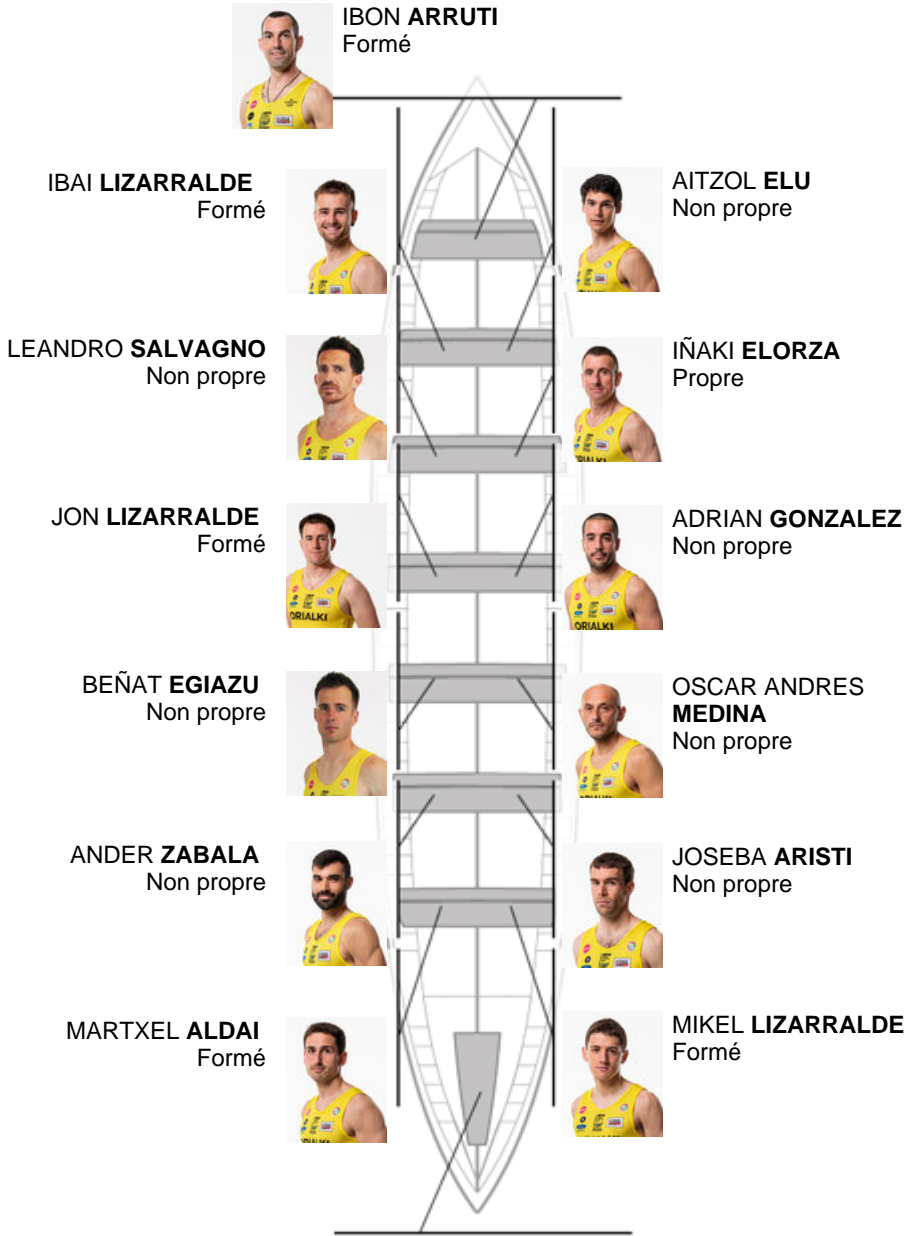 IBON ARRUTI
Formé
IBAI LIZARRALDE
Formé
AITZOL ELU
Non propre
LEANDRO SALVAGNO
Non propre
IÑAKI ELORZA
Propre
JON LIZARRALDE
Formé
ADRIAN GONZALEZ
Non propre
ORIALKI
BEÑAT EGIAZU
Non propre
OSCAR ANDRES
MEDINA
Non propre
ANDER ZABALA
Non propre
JOSEBA ARISTI
Non propre
MARTXEL ALDAI
Formé
MIKEL LIZARRALDE
Formé